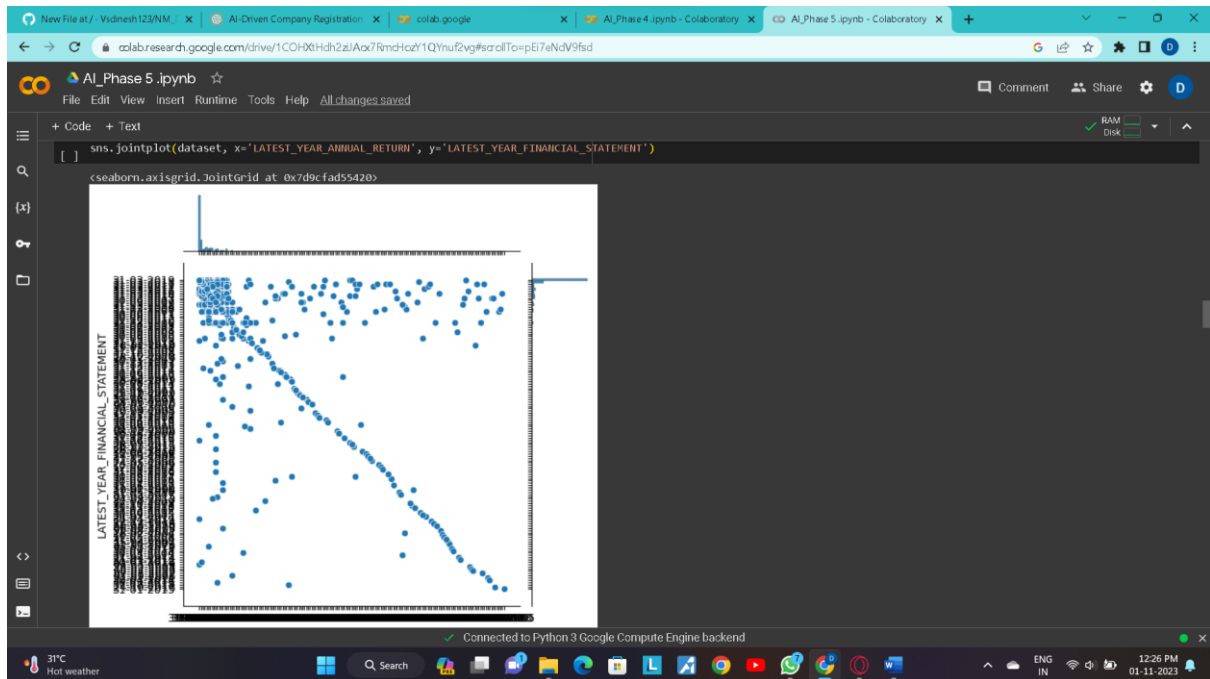 New File at / · Vsdinesh123/NM_
AI-Driven Company Registration
colab.google
AI_Phase 4 .ipynb - Colaboratory
AI_Phase 5 .ipynb - Colaboratory
colab.research.google.com/drive/1COHXtHdh2ziJAox7RmcHozY1QYnuf2vg#scrollTo=pEi7eNdV9fsd
AI_Phase 5 .ipynb
Comment
Share
D
File Edit View Insert Runtime Tools Help All changes saved
+ Code + Text
RAM
Disk
[ ] sns.jointplot(dataset, x='LATEST_YEAR_ANNUAL_RETURN', y='LATEST_YEAR_FINANCIAL_STATEMENT')
<seaborn.axisgrid.JointGrid at 0x7d9cfad55420>
LATEST_YEAR_FINANCIAL_STATEMENT
Connected to Python 3 Google Compute Engine backend
31°C
Hot weather
Search
ENG
IN
12:26 PM
01-11-2023